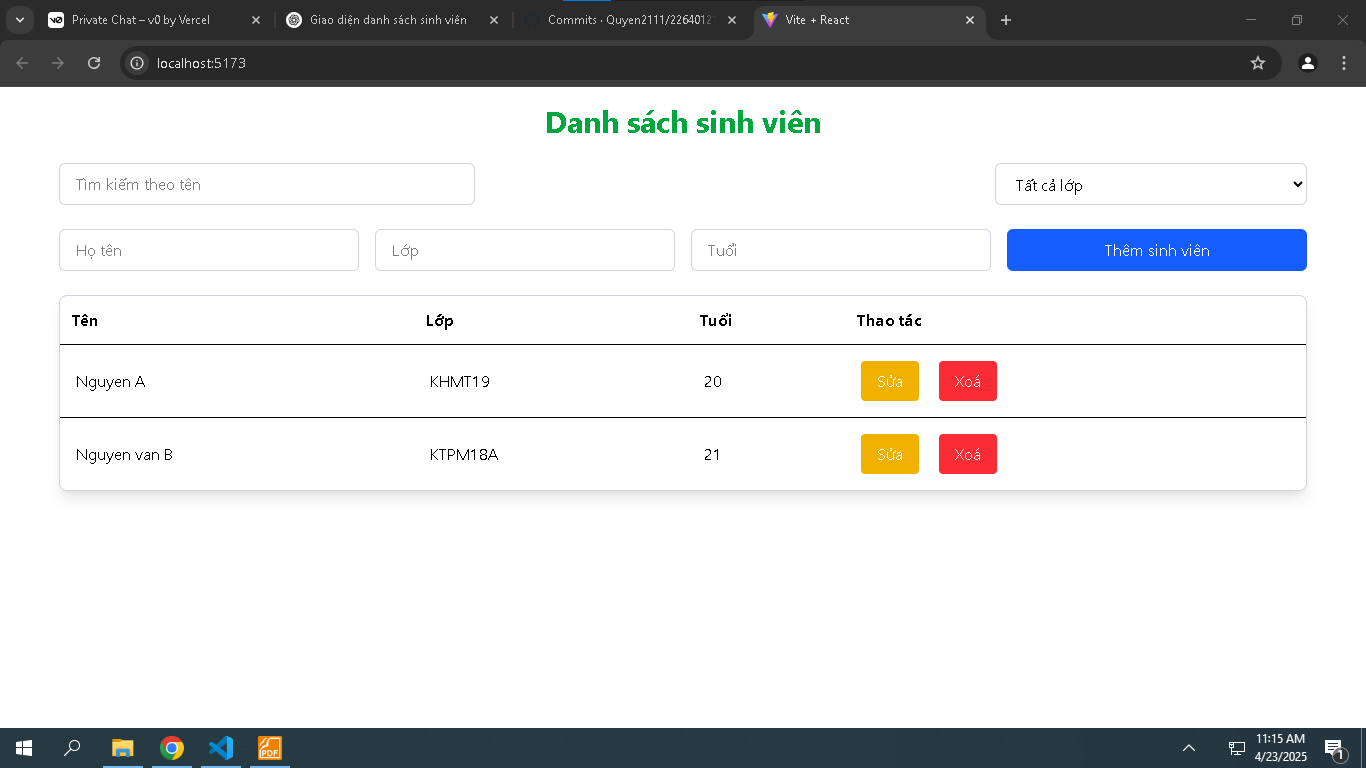 Private Chat – v0 by Vercel
Giao diện danh sách sinh viên
Commits · Quyen2111/2264012
Vite + React
localhost:5173
Danh sách sinh viên
Tìm kiếm theo tên
Tất cả lớp
Họ tên
Lớp
Tuổi
Thêm sinh viên
Tên Lớp Tuổi Thao tác
Nguyen A KHMT19 20 Sửa Xoá
Nguyen van B KTPM18A 21 Sửa Xoá
PDF
11:15 AM
4/23/2025
1